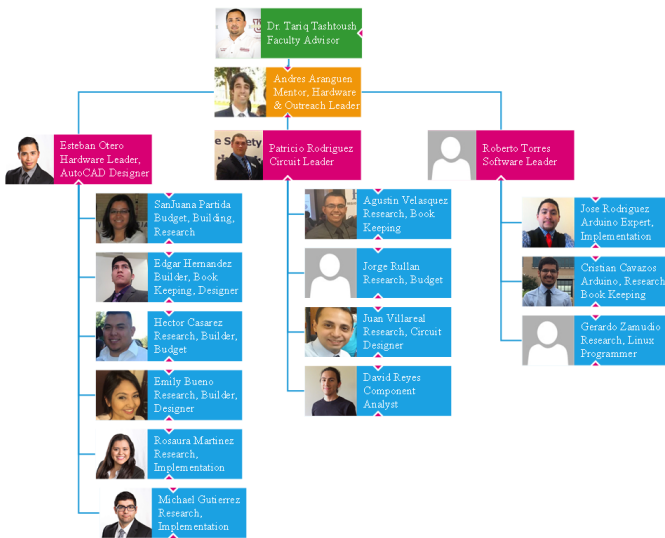 Dr. Tariq Tashtoush
Faculty Advisor
Andres Aranguen
Mentor, Hardware
& Outreach Leader
Esteban Otero
Hardware Leader,
AutoCAD Designer
Patricio Rodriguez
Circuit Leader
Roberto Torres
Software Leader
SanJuana Partida
Budget, Building,
Research
Edgar Hernandez
Builder, Book
Keeping, Designer
Hector Casarez
Research, Builder,
Budget
Emily Bueno
Research, Builder,
Designer
Rosaura Martinez
Research,
Implementation
Michael Gutierrez
Research,
Implementation
Agustin Velasquez
Research, Book
Keeping
Jorge Rullan
Research, Budget
Juan Villareal
Research, Circuit
Designer
David Reyes
Component
Analyst
Jose Rodriguez
Arduino Expert,
Implementation
Cristian Cavazos
Arduino, Research
Book Keeping
Gerardo Zamudio
Research, Linux
Programmer